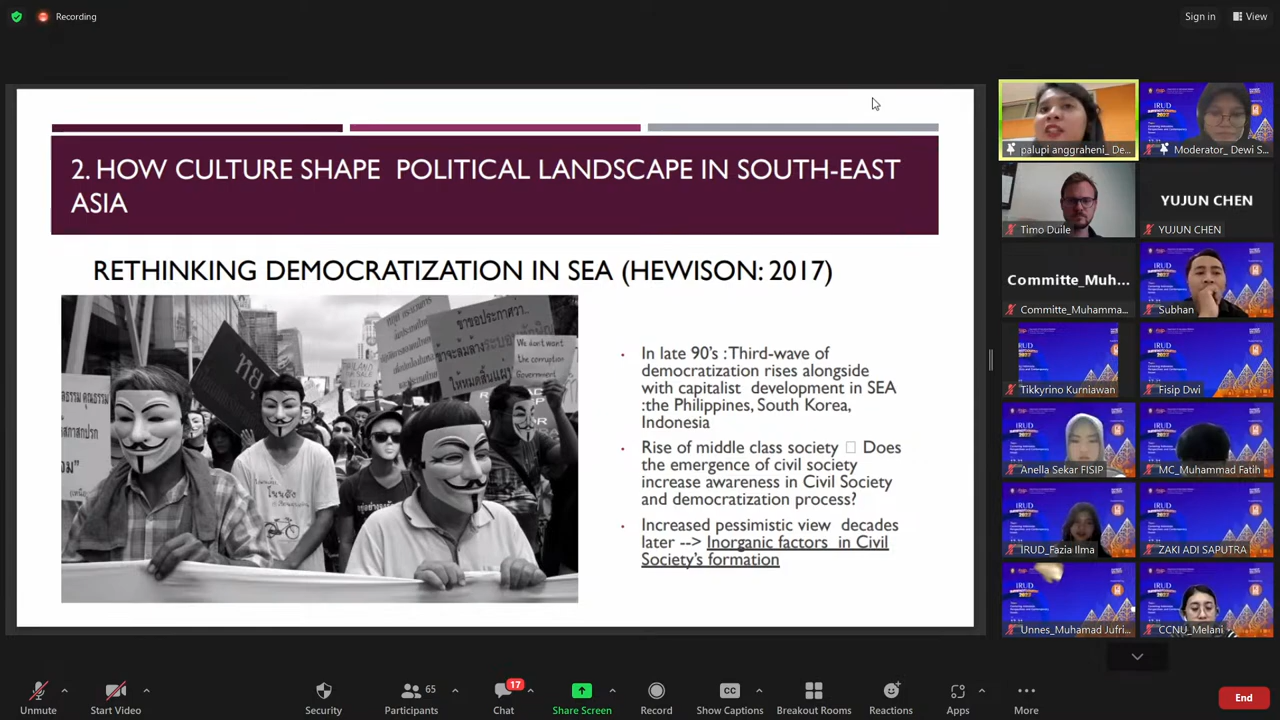 Recording
Sign in
View
2. HOW CULTURE SHAPE POLITICAL LANDSCAPE IN SOUTH-EAST
ASIA
RETHINKING DEMOCRATIZATION IN SEA (HEWISON: 2017)
We don't want
the corruption
Government
In late 90's :Third-wave of
democratization rises alongside
with capitalist development in SEA
:the Philippines, South Korea,
Indonesia
Rise of middle class society □ Does
the emergence of civil society
increase awareness in Civil Society
and democratization process?
Increased pessimistic view decades
later --> Inorganic factors in Civil
Society's formation
palupi anggraheni_ De...
Moderator_ Dewi S...
Timo Duile
YUJUN CHEN
YUJUN CHEN
Committe_Muh...
Committe_Muhamma...
Subhan
Tikkyrino Kurniawan
Fisip Dwi
Anella Sekar FISIP
MC_Muhammad Fatih
IRUD_Fazia Ilma
ZAKI ADI SAPUTRA
Unnes_Muhamad Jufri...
CCNU_Melani
IRUD
Unmute
Start Video
Security
65
Participants
17
Chat
Share Screen
Record
CC
Show Captions
Breakout Rooms
Reactions
Apps
More
End